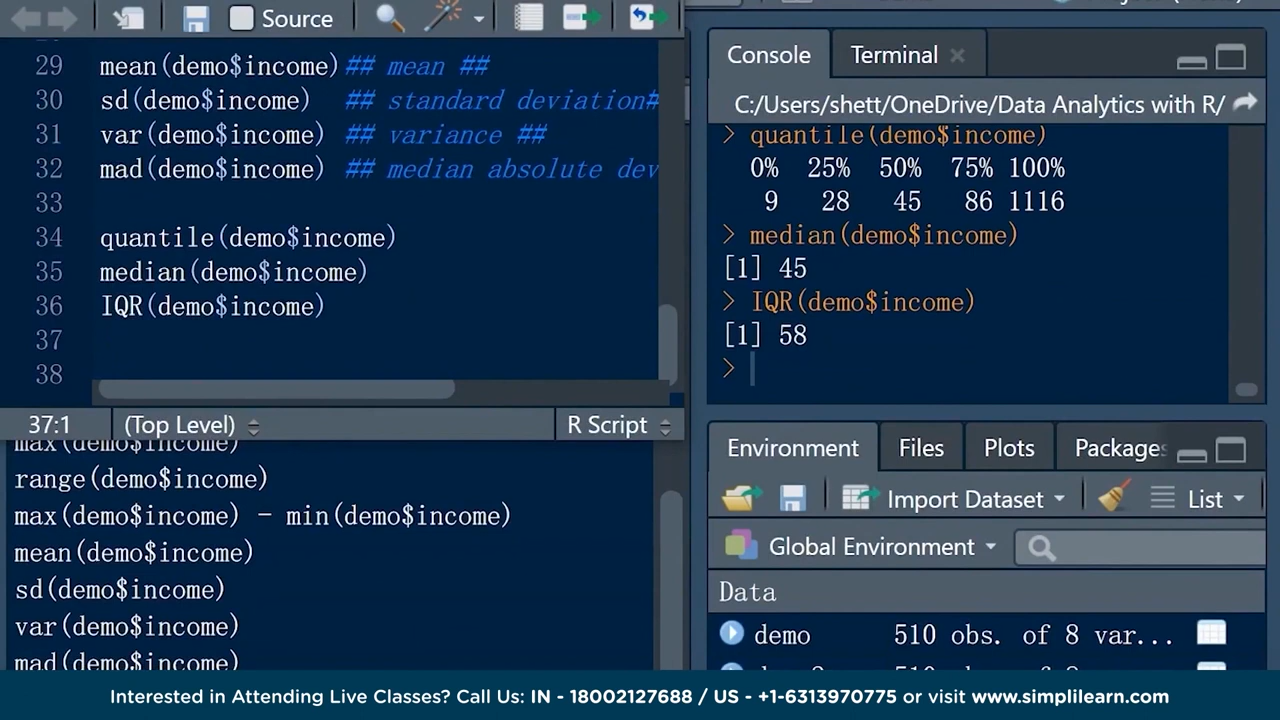 Source
29 mean(demo$income)## mean ##
30 sd(demo$income) ## standard deviation#
31 var(demo$income) ## variance ##
32 mad(demo$income) ## median absolute dev
33
34 quantile(demo$income)
35 median(demo$income)
36 IQR(demo$income)
37
38
37:1 (Top Level) R Script
max(demo$income)
range(demo$income)
max(demo$income) - min(demo$income)
mean(demo$income)
sd(demo$income)
var(demo$income)
mad(demo$income)
Console Terminal
C:/Users/shett/OneDrive/Data Analytics with R/
> quantile(demo$income)
0% 25% 50% 75% 100%
9 28 45 86 1116
> median(demo$income)
[1] 45
> IQR(demo$income)
[1] 58
>
Environment Files Plots Packages
Import Dataset List
Global Environment
Data
demo 510 obs. of 8 var...
Interested in Attending Live Classes? Call Us: IN - 18002127688 / US - +1-6313970775 or visit www.simplilearn.com